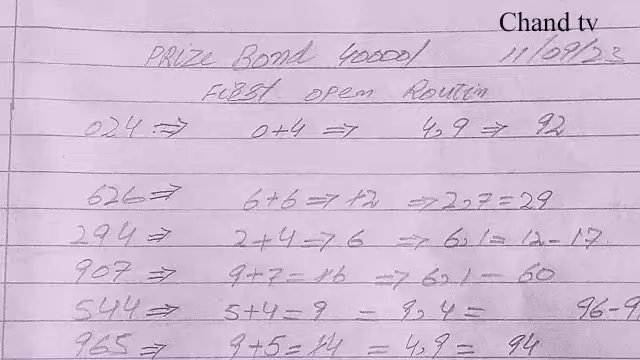 Chand tv
PRIZE Bond 40000/ 11/09/23
First open Routin
024 ⇒ 0+4 ⇒ 4,9 ⇒ 92
626 ⇒ 6+6 ⇒ 12 ⇒ 2,7 = 29
294 ⇒ 2+4 ⇒ 6 ⇒ 6,1 = 12-17
907 ⇒ 9+7 = 16 ⇒ 6,1 - 60
544 ⇒ 5+4 = 9 = 9,4 = 96-9
965 ⇒ 9+5 = 14 = 4,9 = 94